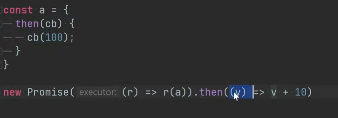 const a = {
then(cb) {
cb(100);
}
}
new Promise( executor: (r) => r(a)).then((v) => v + 10)